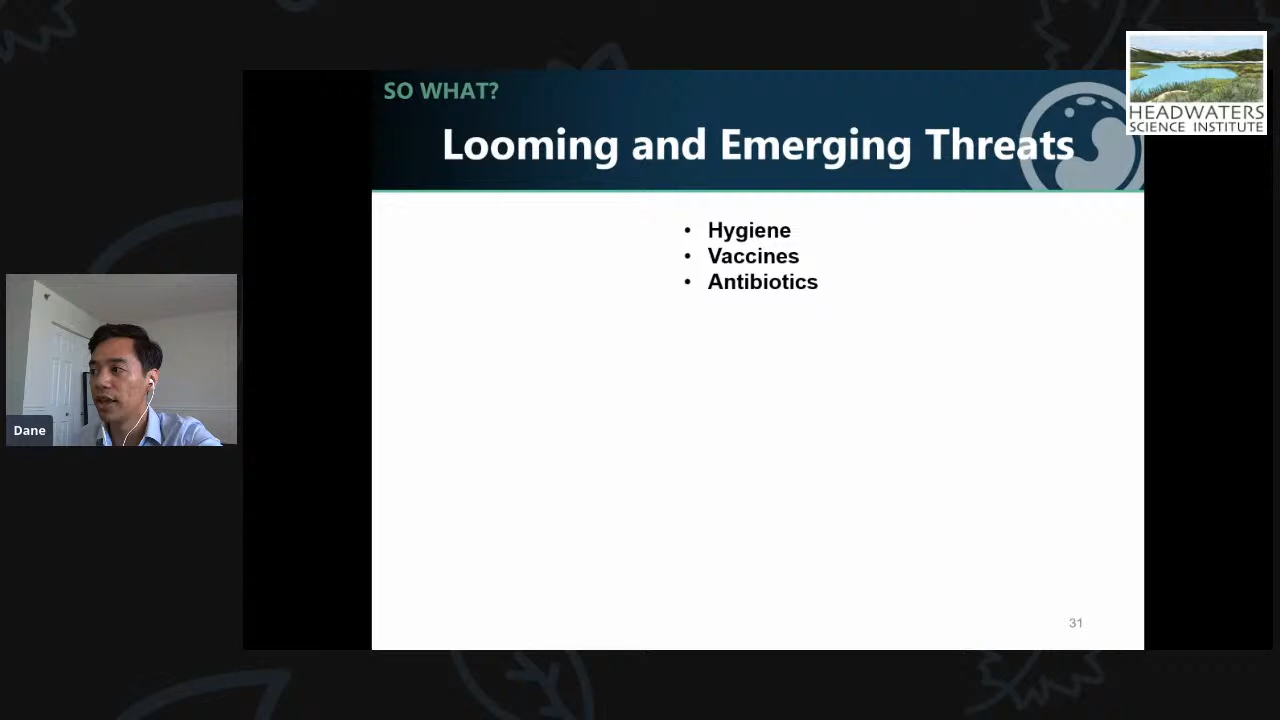 SO WHAT?
Looming and Emerging Threats
HEADWATERS
SCIENCE INSTITUTE
• Hygiene
• Vaccines
• Antibiotics
Dane
31